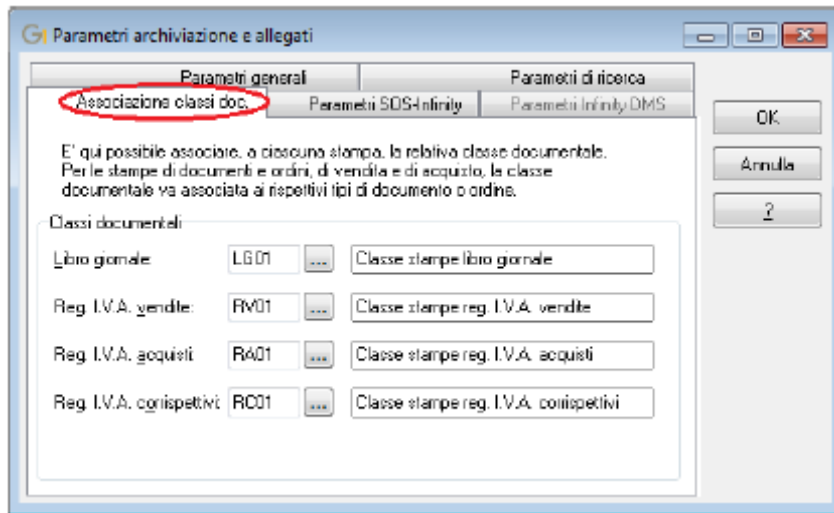 Parametri archiviazione e allegati
Parametri generali Parametri di ricerca
Associazione classi doc. Parametri SOS-Infinity Parametri Infinity DMS
E' qui possibile associare, a ciascuna stampa, la relativa classe documentale.
Per le stampe di documenti e ordini, di vendita e di acquisto, la classe
documentale va associata ai rispettivi tipi di documento o ordine.
Classi documentali
Libro giornale: LG01 ... Classe stampe libro giornale
Reg. I.V.A. vendite: RV01 ... Classe stampe reg. I.V.A. vendite
Reg. I.V.A. acquisti: RA01 ... Classe stampe reg. I.V.A. acquisti
Reg. I.V.A. corrispettivi: RC01 ... Classe stampe reg. I.V.A. corrispettivi
OK
Annulla
?